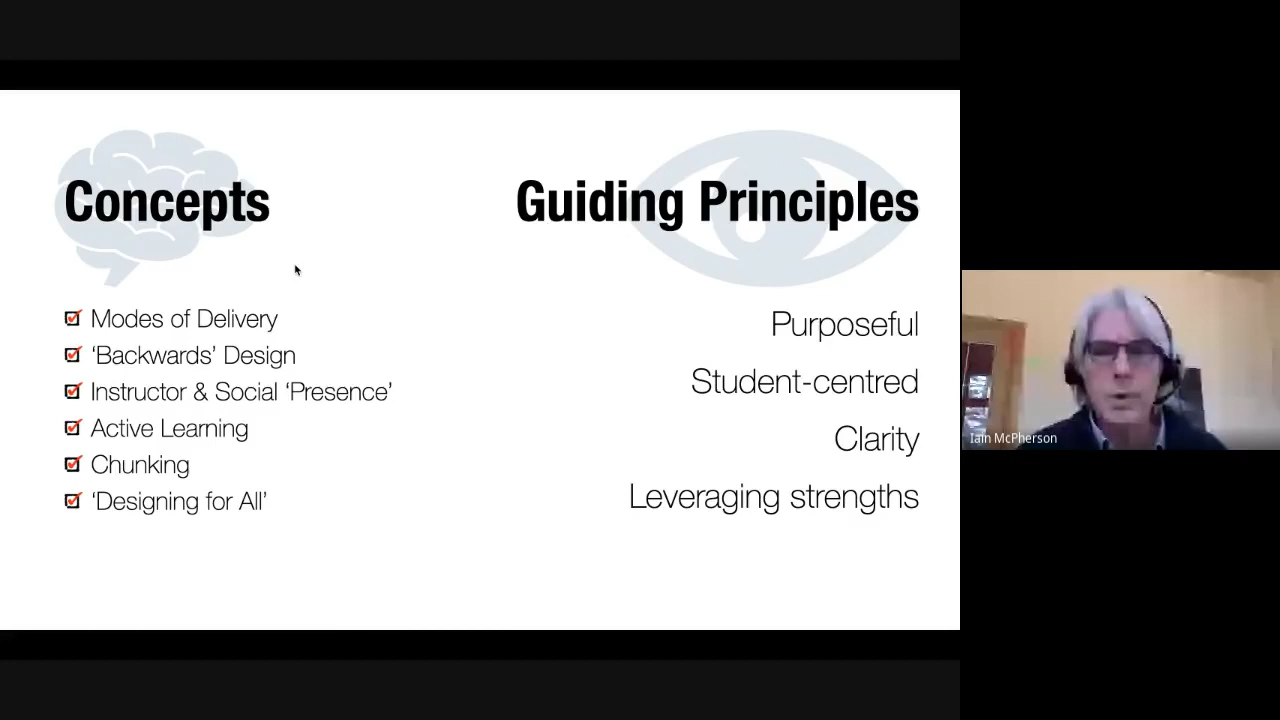 Concepts
Modes of Delivery
‘Backwards’ Design
Instructor & Social ‘Presence’
Active Learning
Chunking
‘Designing for All’
Guiding Principles
Purposeful
Student-centred
Clarity
Leveraging strengths
Iain McPherson